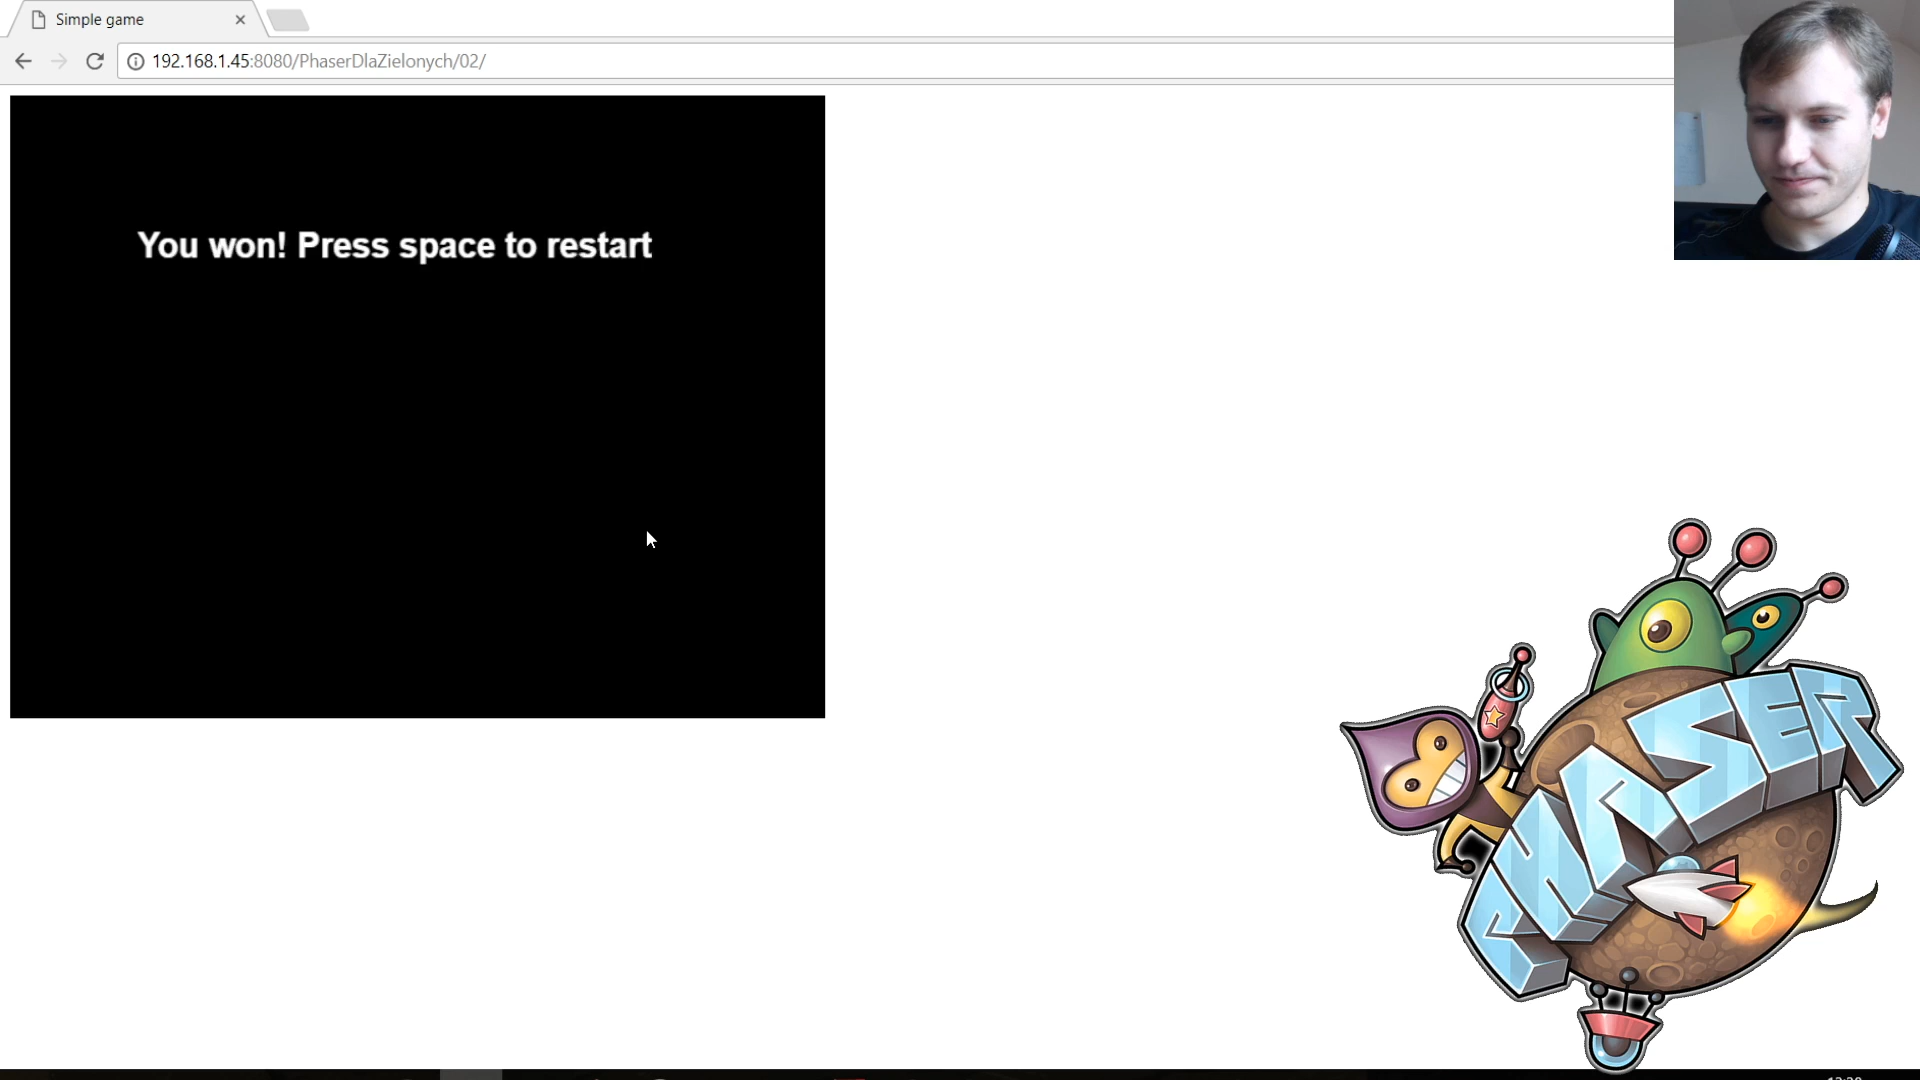 Simple game
192.168.1.45:8080/PhaserDlaZielonych/02/
You won! Press space to restart
PHASER